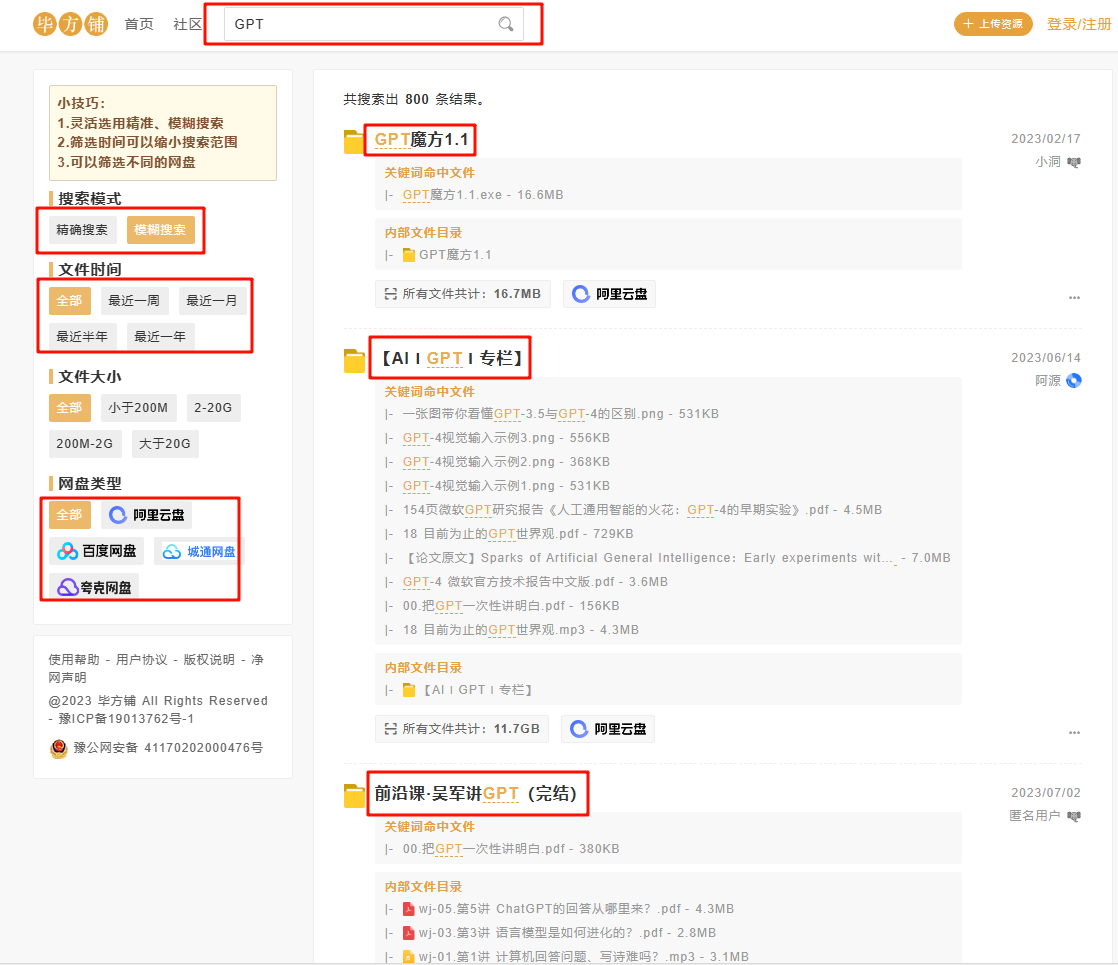 毕方铺 首页 社区 GPT + 上传资源 登录/注册
小技巧：
1.灵活选用精准、模糊搜索
2.筛选时间可以缩小搜索范围
3.可以筛选不同的网盘
搜索模式
精确搜索 模糊搜索
文件时间
全部 最近一周 最近一月
最近半年 最近一年
文件大小
全部 小于200M 2-20G
200M-2G 大于20G
网盘类型
全部 阿里云盘
百度网盘 城通网盘
夸克网盘
使用帮助 - 用户协议 - 版权说明 - 净
网声明
@2023 毕方铺 All Rights Reserved
- 豫ICP备19013762号-1
豫公网安备 41170202000476号
共搜索出 800 条结果。
GPT魔方1.1 2023/02/17
小洞
关键词命中文件
|- GPT魔方1.1.exe - 16.6MB
内部文件目录
|- GPT魔方1.1
所有文件共计：16.7MB 阿里云盘 ...
【AI I GPT I 专栏】 2023/06/14
阿源
关键词命中文件
|- 一张图带你看懂GPT-3.5与GPT-4的区别.png - 531KB
|- GPT-4视觉输入示例3.png - 556KB
|- GPT-4视觉输入示例2.png - 368KB
|- GPT-4视觉输入示例1.png - 531KB
|- 154页微软GPT研究报告《人工通用智能的火花：GPT-4的早期实验》.pdf - 4.5MB
|- 18 目前为止的GPT世界观.pdf - 729KB
|- 【论文原文】Sparks of Artificial General Intelligence：Early experiments wit... - 7.0MB
|- GPT-4 微软官方技术报告中文版.pdf - 3.6MB
|- 00.把GPT一次性讲明白.pdf - 156KB
|- 18 目前为止的GPT世界观.mp3 - 4.3MB
内部文件目录
|- 【AI I GPT I 专栏】
所有文件共计：11.7GB 阿里云盘 ...
前沿课·吴军讲GPT（完结） 2023/07/02
匿名用户
关键词命中文件
|- 00.把GPT一次性讲明白.pdf - 380KB
内部文件目录
|- wj-05.第5讲 ChatGPT的回答从哪里来？.pdf - 4.3MB
|- wj-03.第3讲 语言模型是如何进化的？.pdf - 2.8MB
|- wj-01.第1讲 计算机回答问题、写诗难吗？.mp3 - 3.1MB